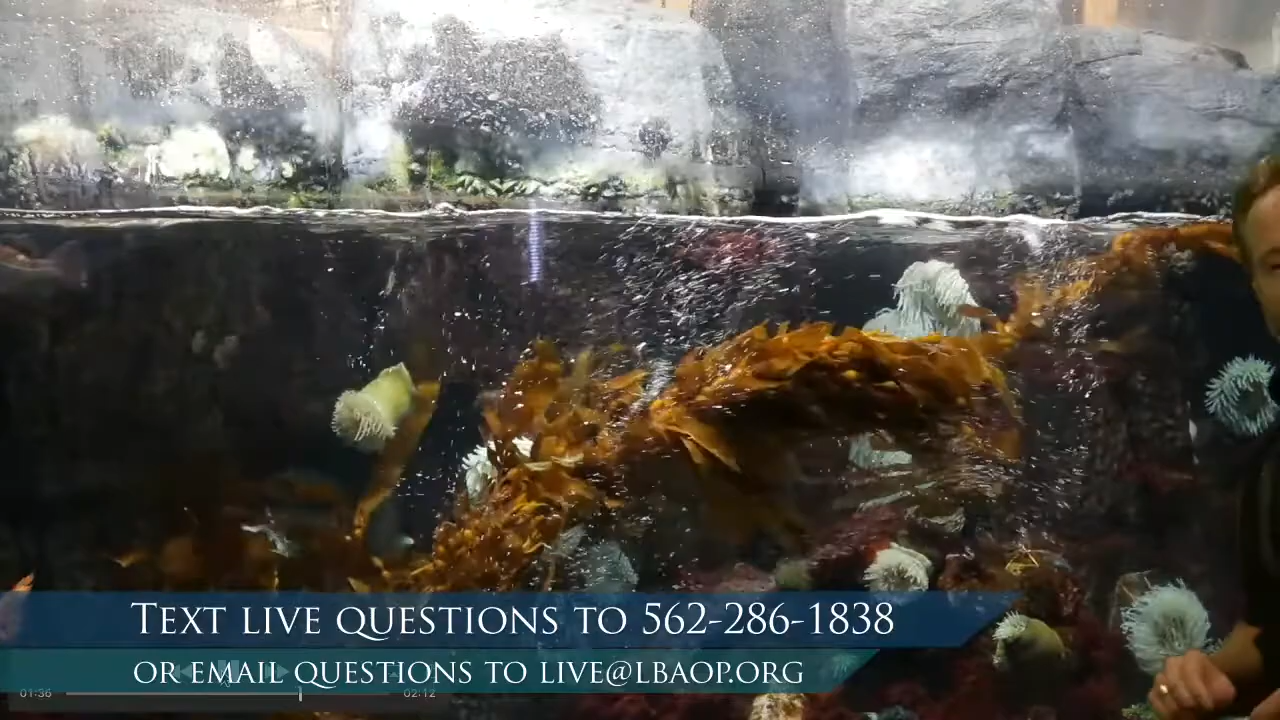 TEXT LIVE QUESTIONS TO 562-286-1838
OR EMAIL QUESTIONS TO LIVE@LBAOP.ORG
01:36 02:12